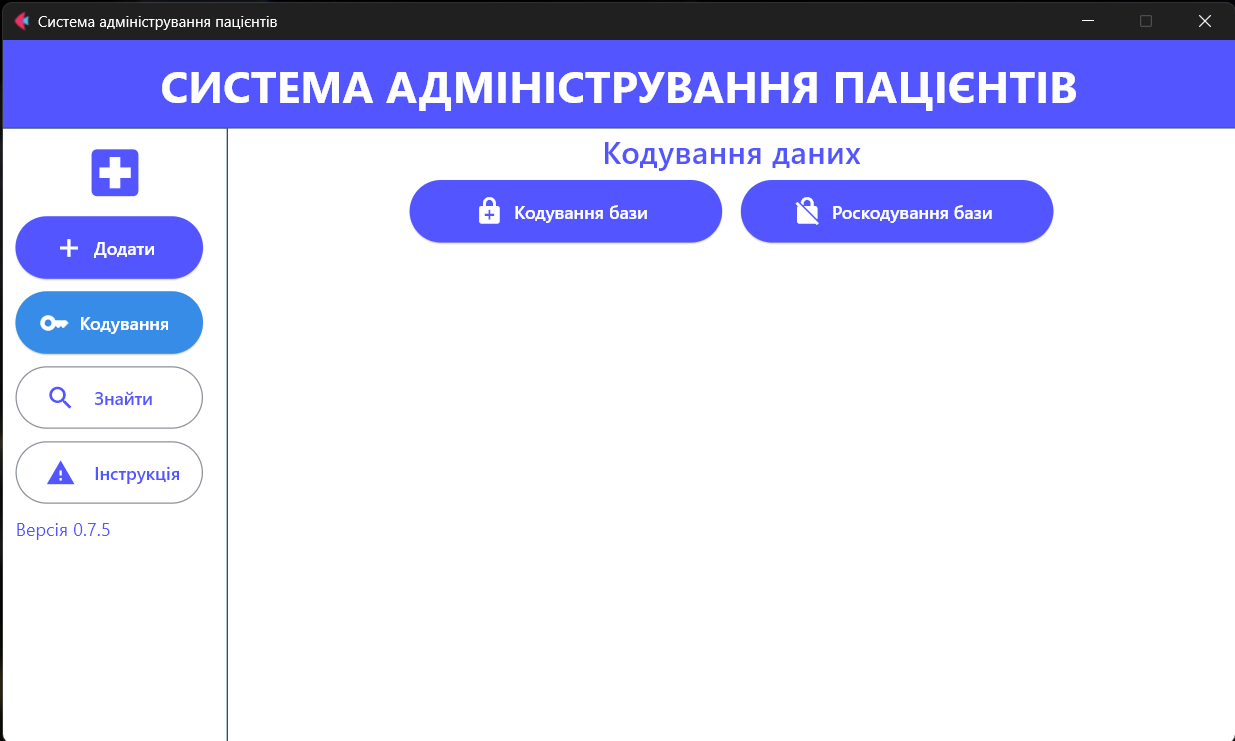 Система адміністрування пацієнтів
СИСТЕМА АДМІНІСТРУВАННЯ ПАЦІЄНТІВ
Кодування даних
Кодування бази
Роскодування бази
Додати
Кодування
Знайти
Інструкція
Версія 0.7.5